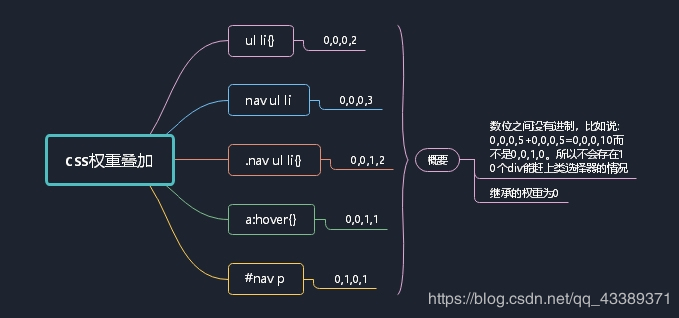 ul li{}
0,0,0,2
nav ul li
0,0,0,3
css权重叠加
.nav ul li{}
0,0,1,2
a:hover{}
0,0,1,1
#nav p
0,1,0,1
概要
数位之间没有进制，比如说：
0,0,0,5+0,0,0,5=0,0,0,10而
不是0,0,1,0。所以不会存在1
0个div能赶上类选择器的情况
继承的权重为0
https://blog.csdn.net/qq_43389371